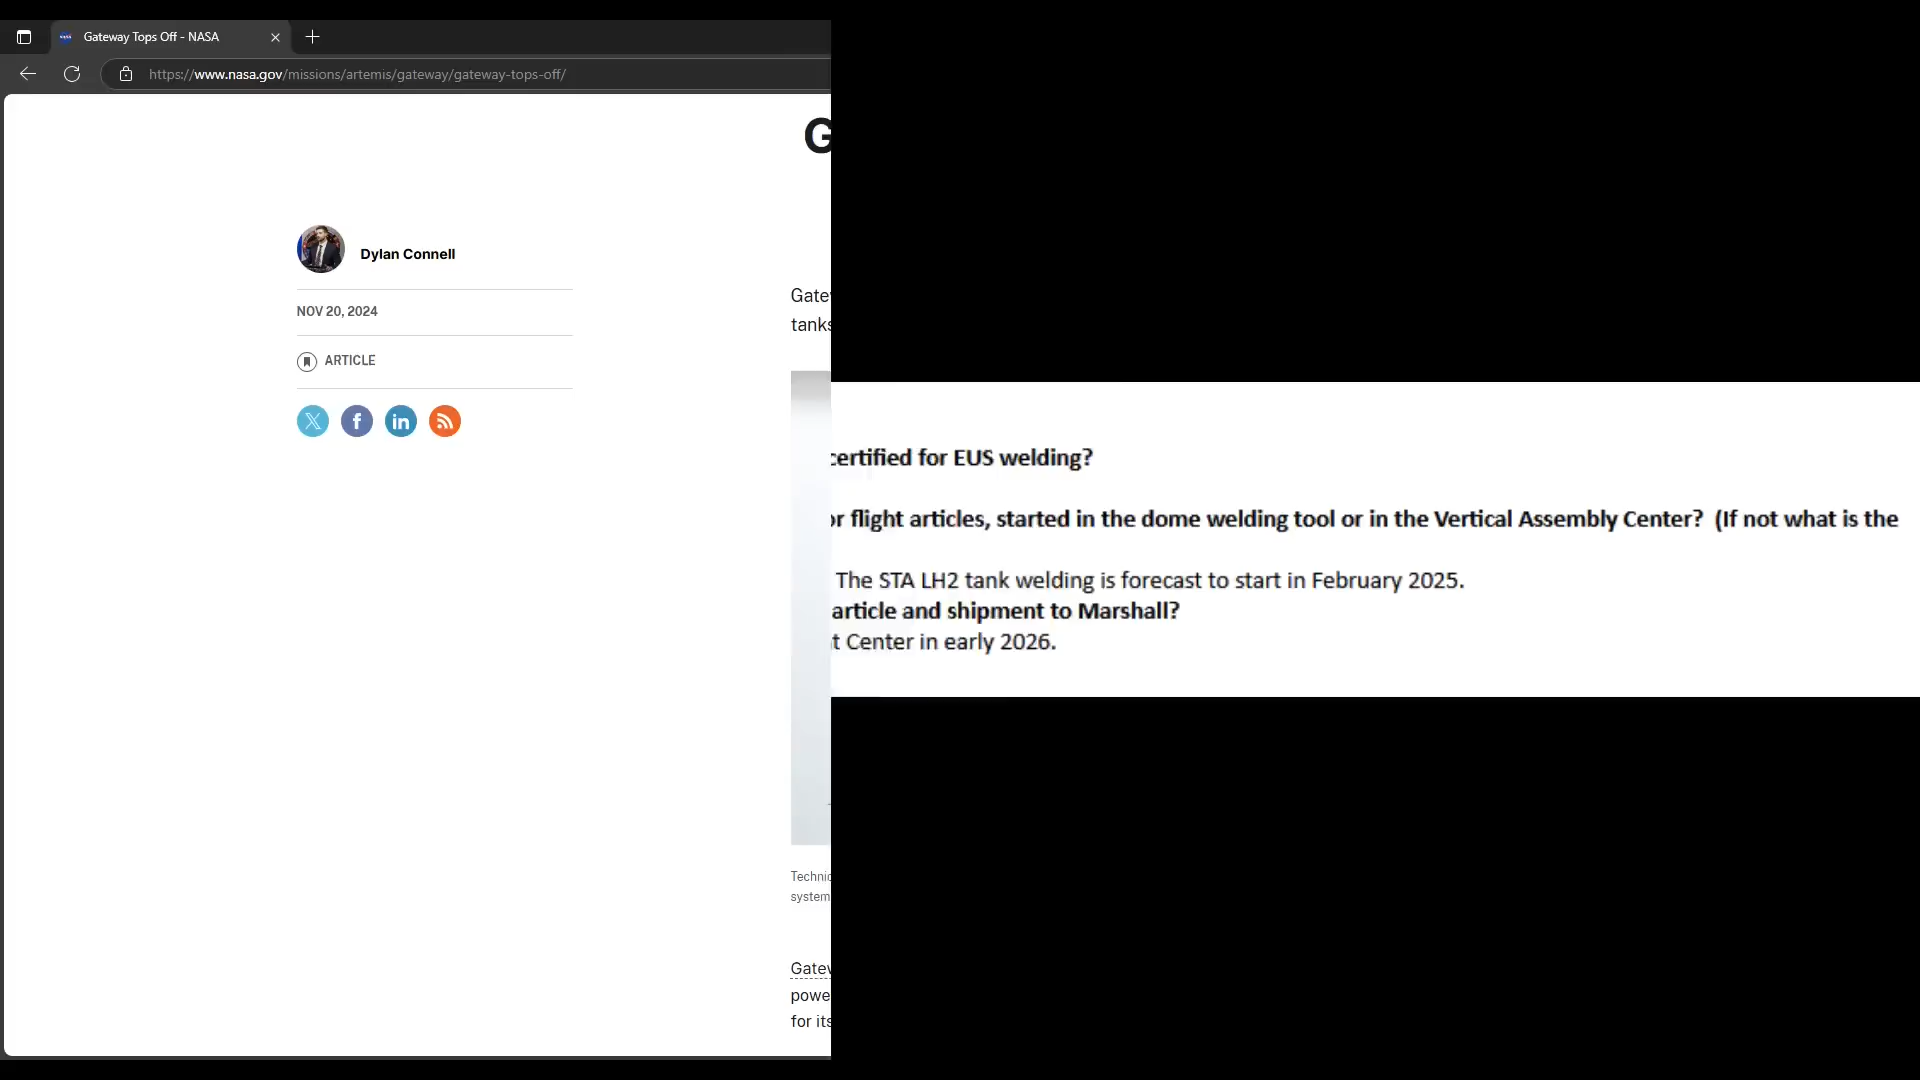 Gateway Tops Off - NASA
https://www.nasa.gov/missions/artemis/gateway/gateway-tops-off/
G
Dylan Connell
NOV 20, 2024
ARTICLE
Gate
tanks
Techni
system
Gate
powe
for its
certified for EUS welding?
or flight articles, started in the dome welding tool or in the Vertical Assembly Center? (If not what is the
The STA LH2 tank welding is forecast to start in February 2025.
article and shipment to Marshall?
t Center in early 2026.